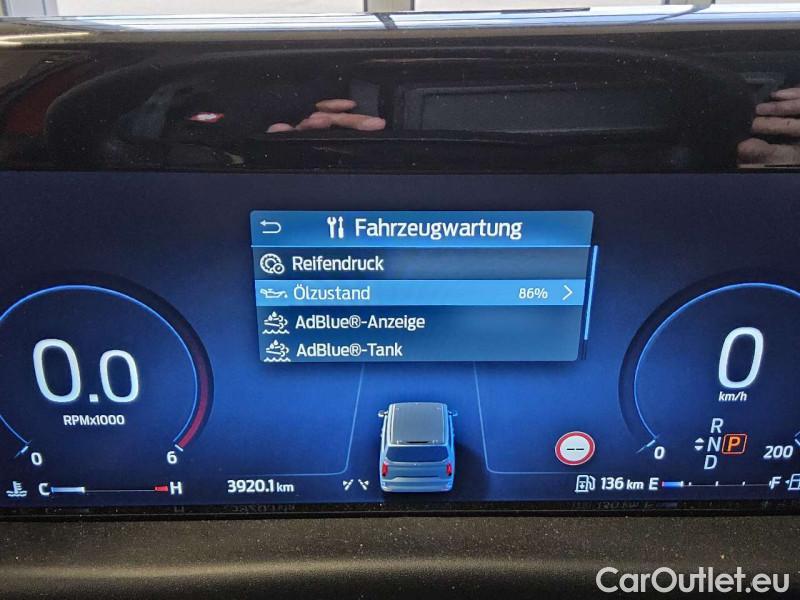 Fahrzeugwartung
Reifendruck
Ölzustand 86%
AdBlue®-Anzeige
AdBlue®-Tank
0.0
RPMx1000
0 6
0
km/h
R
N P
D
0 200
--
C H 3920.1 km 136 km E F
CarOutlet.eu